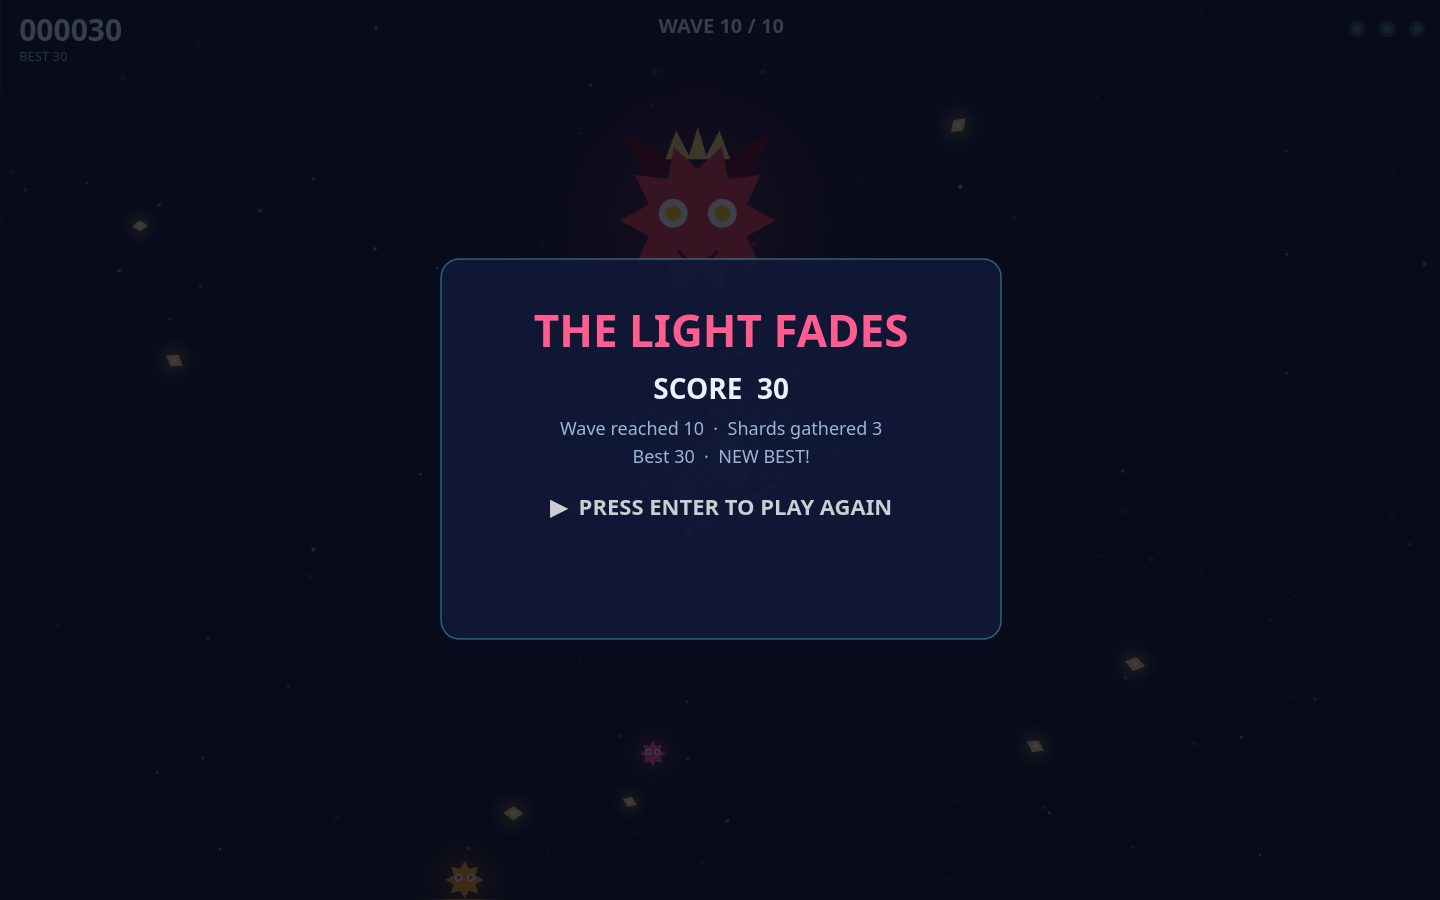 000030
BEST 30
WAVE 10 / 10
THE LIGHT FADES
SCORE 30
Wave reached 10 · Shards gathered 3
Best 30 · NEW BEST!
▶ PRESS ENTER TO PLAY AGAIN